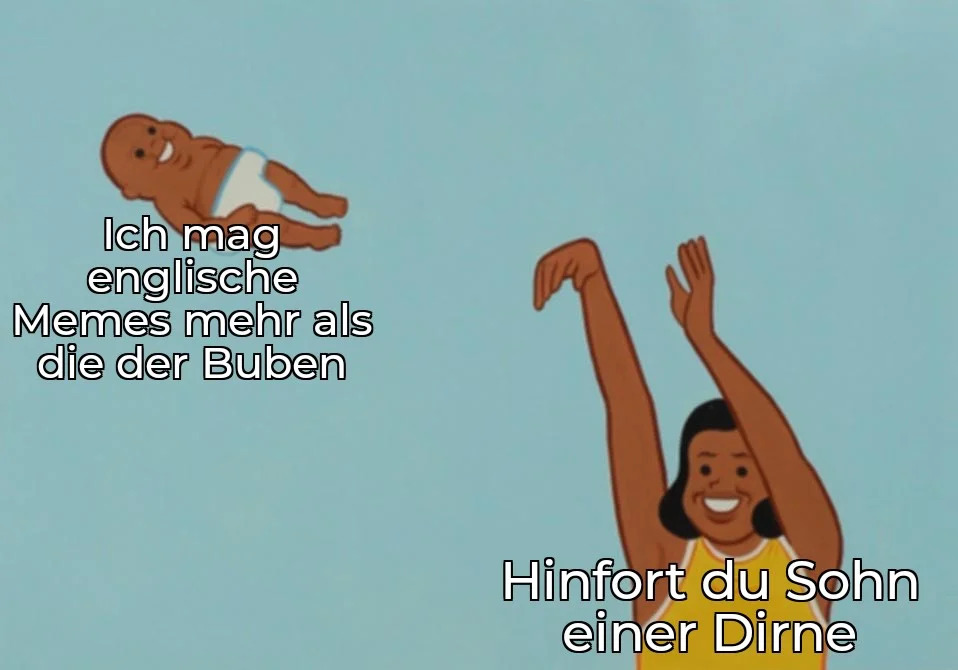 Ich mag
englische
Memes mehr als
die der Buben
Hinfort du Sohn
einer Dirne